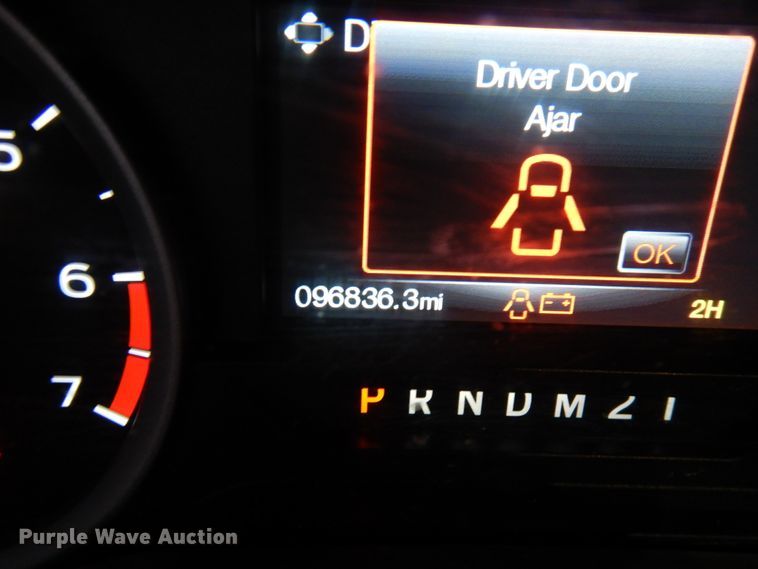 D
Driver Door
Ajar
OK
5
6
7
096836.3mi
2H
P R N D M 2 1
Purple Wave Auction